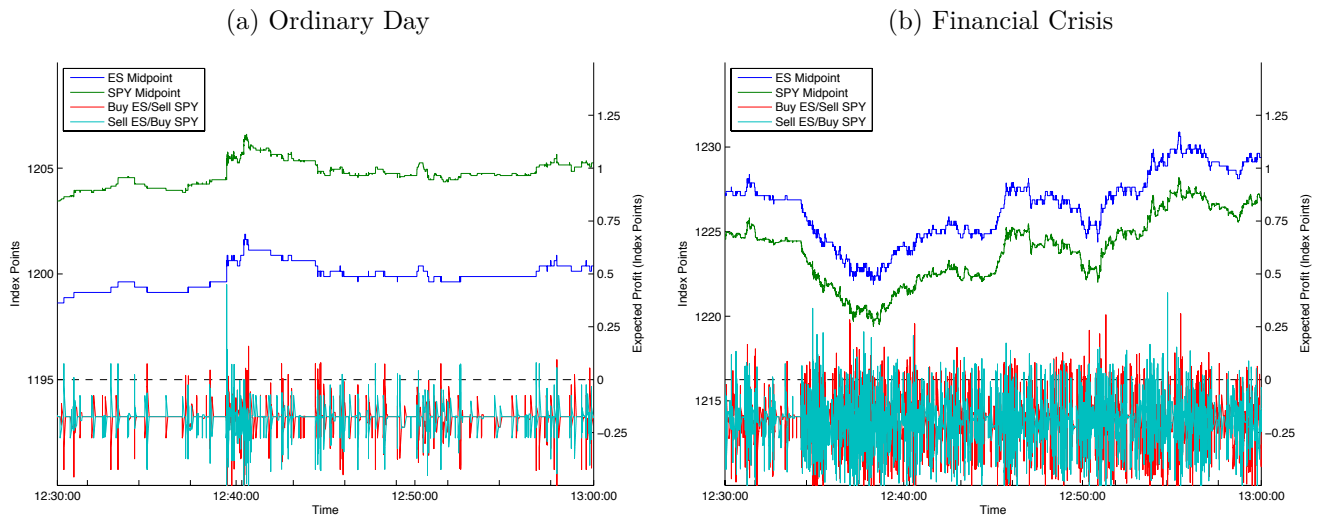 (a) Ordinary Day
ES Midpoint
SPY Midpoint
Buy ES/Sell SPY
Sell ES/Buy SPY
1205
1200
1195
Index Points
1.25
1
0.75
0.5
0.25
0
−0.25
Expected Profit (Index Points)
12:30:00
12:40:00
12:50:00
13:00:00
Time
(b) Financial Crisis
ES Midpoint
SPY Midpoint
Buy ES/Sell SPY
Sell ES/Buy SPY
1230
1225
1220
1215
Index Points
1.25
1
0.75
0.5
0.25
0
−0.25
Expected Profit (Index Points)
12:30:00
12:40:00
12:50:00
13:00:00
Time